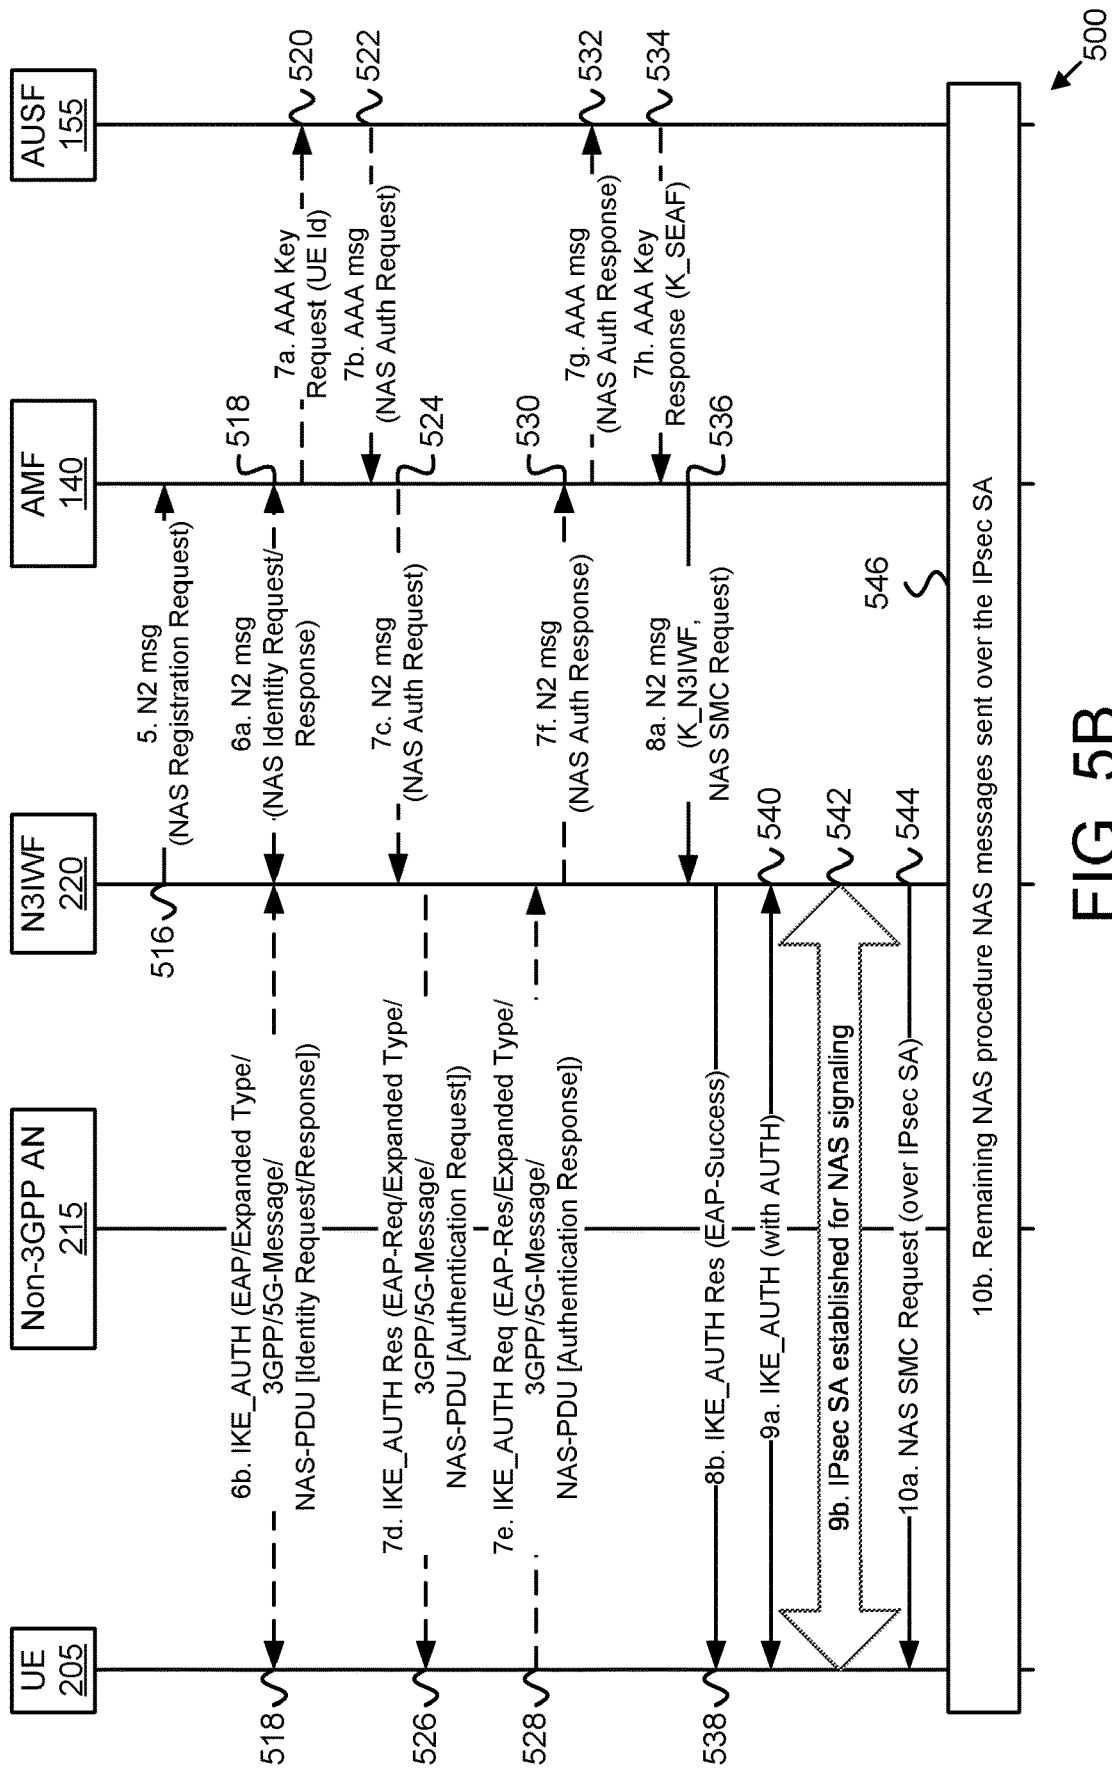 UE
205
Non-3GPP AN
215
N3IWF
220
AMF
140
AUSF
155
516
5. N2 msg
(NAS Registration Request)
518
6b. IKE_AUTH (EAP/Expanded Type/
3GPP/5G-Message/
NAS-PDU [Identity Request/Response])
6a. N2 msg
(NAS Identity Request/
Response)
518
7a. AAA Key
Request (UE Id)
520
7b. AAA msg
(NAS Auth Request)
522
7c. N2 msg
(NAS Auth Request)
524
526
7d. IKE_AUTH Res (EAP-Req/Expanded Type/
3GPP/5G-Message/
NAS-PDU [Authentication Request])
528
7e. IKE_AUTH Req (EAP-Res/Expanded Type/
3GPP/5G-Message/
NAS-PDU [Authentication Response])
7f. N2 msg
(NAS Auth Response)
530
7g. AAA msg
(NAS Auth Response)
532
7h. AAA Key
Response (K_SEAF)
534
8a. N2 msg
(K_N3IWF,
NAS SMC Request)
536
538
8b. IKE_AUTH Res (EAP-Success)
9a. IKE_AUTH (with AUTH)
540
9b. IPsec SA established for NAS signaling
542
10a. NAS SMC Request (over IPsec SA)
544
546
10b. Remaining NAS procedure NAS messages sent over the IPsec SA
500
FIG. 5B